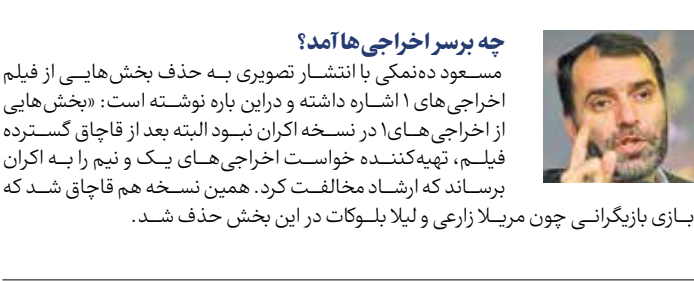 چه برسر اخراجی‌ها آمد؟
مسعود ده‌نمکی با انتشار تصویری به حذف بخش‌هایی از فیلم
اخراجی‌های ۱ اشاره داشته و دراین باره نوشته است: «بخش‌هایی
از اخراجی‌های۱ در نسخه اکران نبود البته بعد از قاچاق گسترده
فیلم، تهیه‌کننده خواست اخراجی‌های یک و نیم را به اکران
برساند که ارشاد مخالفت کرد. همین نسخه هم قاچاق شد که
بازی بازیگرانی چون مریلا زارعی و لیلا بلوکات در این بخش حذف شد.